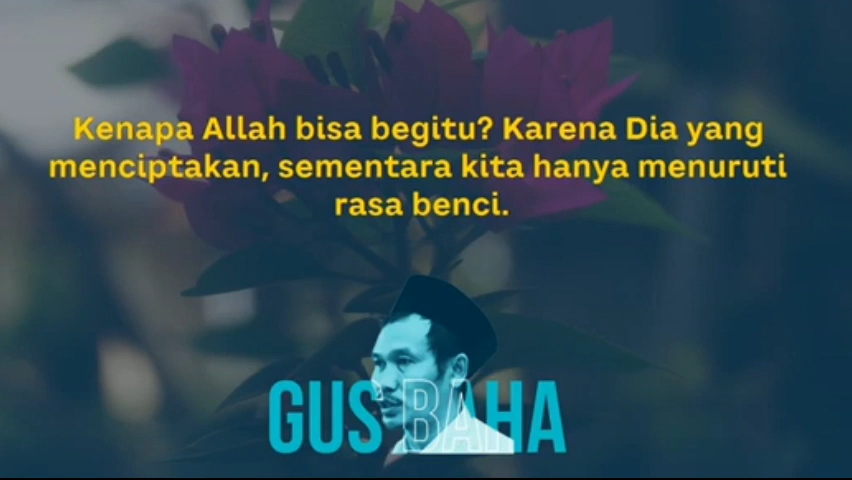 Kenapa Allah bisa begitu? Karena Dia yang
menciptakan, sementara kita hanya menuruti
rasa benci.
GUS BAHA